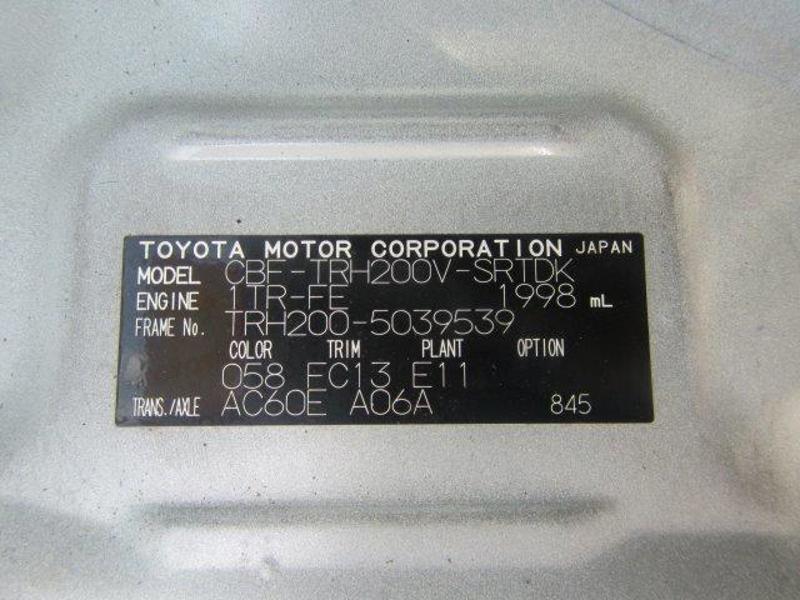 TOYOTA MOTOR CORPORATION JAPAN
MODEL CBF-TRH200V-SRTDK
ENGINE 1TR-FE 1998 mL
FRAME No. TRH200-5039539
COLOR TRIM PLANT OPTION
058 FC13 E11
TRANS./AXLE AC60E A06A 845